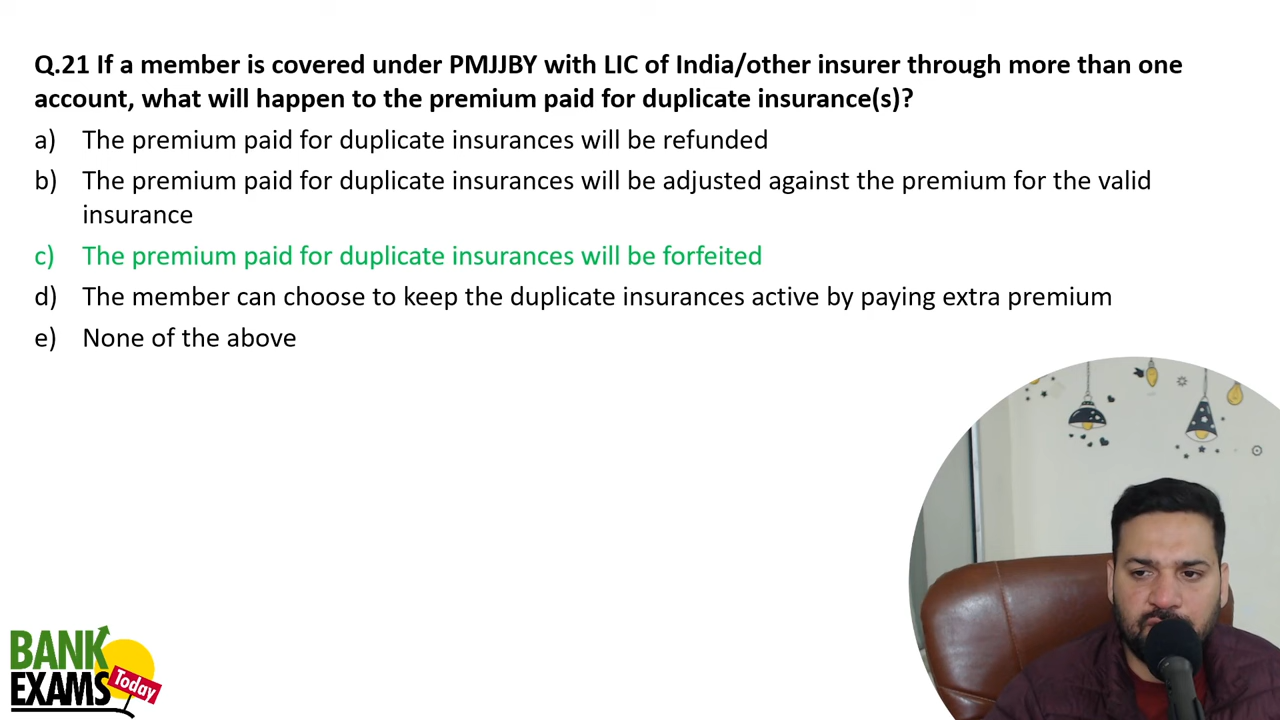 Q.21 If a member is covered under PMJJBY with LIC of India/other insurer through more than one
account, what will happen to the premium paid for duplicate insurance(s)?
a) The premium paid for duplicate insurances will be refunded
b) The premium paid for duplicate insurances will be adjusted against the premium for the valid
insurance
c) The premium paid for duplicate insurances will be forfeited
d) The member can choose to keep the duplicate insurances active by paying extra premium
e) None of the above
BANK
EXAMS
Today